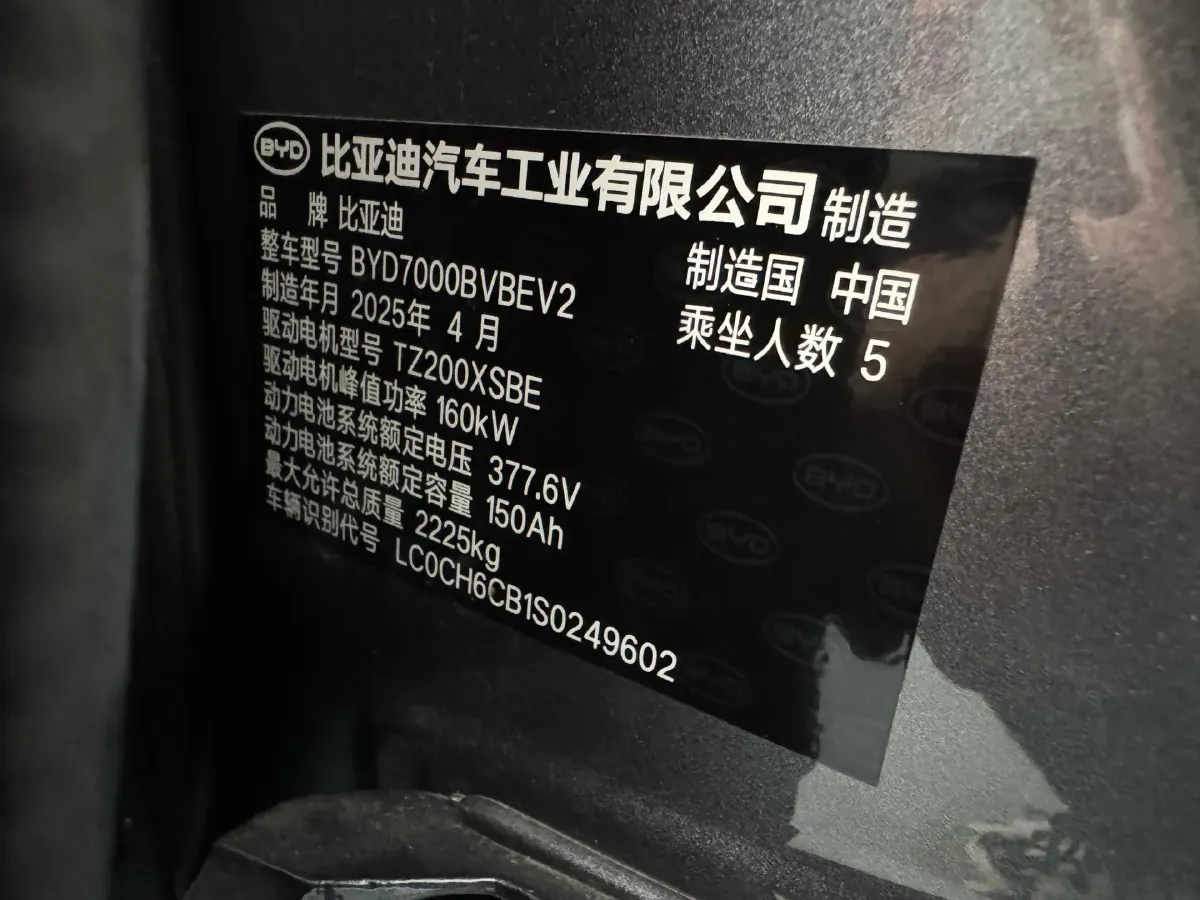 BYD 比亚迪汽车工业有限公司 制造
品 牌 比亚迪
制造国 中国
整车型号 BYD7000BVBEV2
乘坐人数 5
制造年月 2025年 4 月
驱动电机型号 TZ200XSBE
驱动电机峰值功率 160kW
动力电池系统额定电压 377.6V
动力电池系统额定容量 150Ah
最大允许总质量 2225kg
车辆识别代号 LC0CH6CB1S0249602